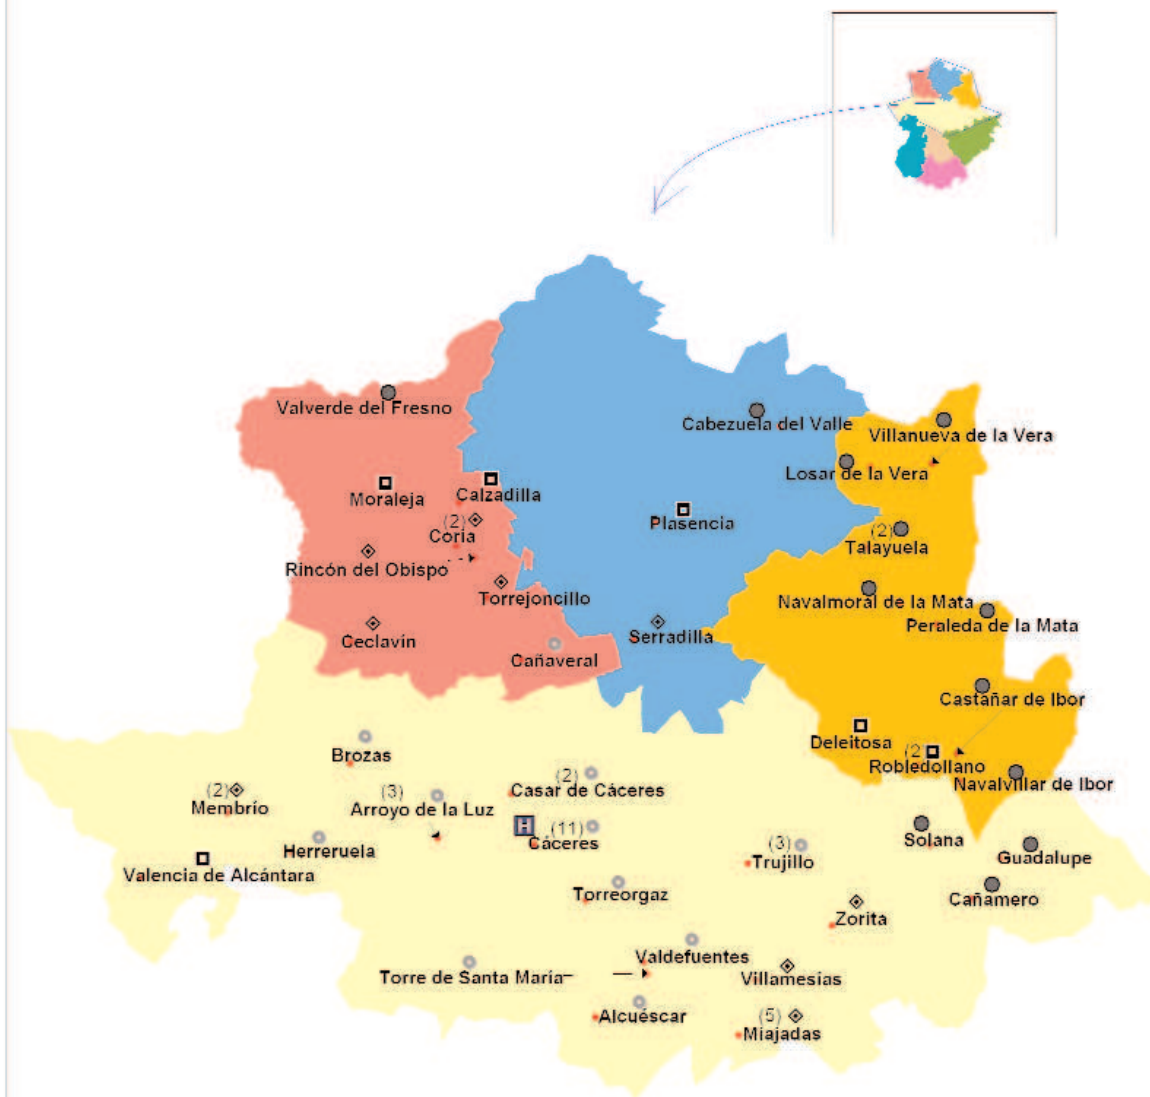 Valverde del Fresno
Cabezuela del Valle
Villanueva de la Vera
Losar de la Vera
Moraleja
Calzadilla
Plasencia
(2)
Coria
(2)
Talayuela
Rincón del Obispo
Torrejoncillo
Navalmoral de la Mata
Peraleda de la Mata
Ceclavín
Cañaveral
Serradilla
Castañar de Ibor
Deleitosa
(2
Robledollano
Navalvillar de Ibor
Brozas
(2)
Casar de Cáceres
(2)
Membrío
(3)
Arroyo de la Luz
H
(11)
Cáceres
Solana
Herreruela
(3)
Trujillo
Guadalupe
Valencia de Alcántara
Torreorgaz
Cañamero
Zorita
Valdefuentes
Torre de Santa María
Villamesías
Alcuéscar
(5)
Miajadas